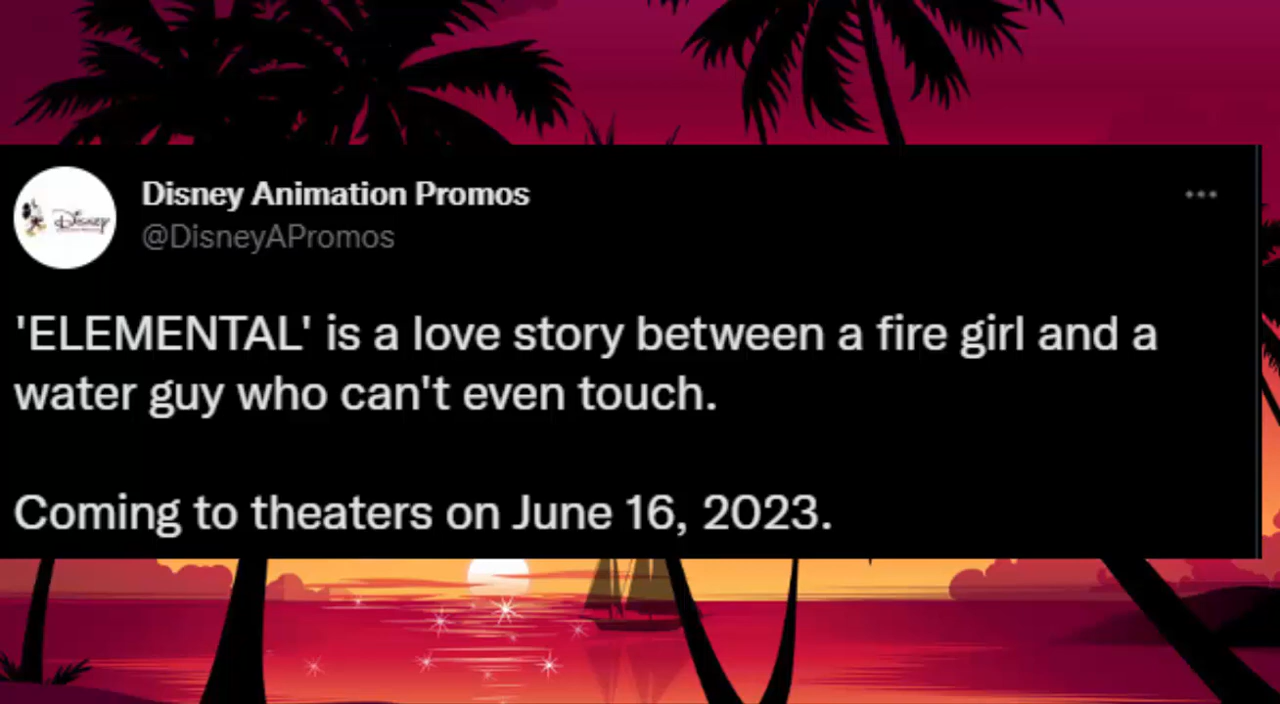 Disney
Disney Animation Promos
@DisneyAPromos
'ELEMENTAL' is a love story between a fire girl and a
water guy who can't even touch.
Coming to theaters on June 16, 2023.